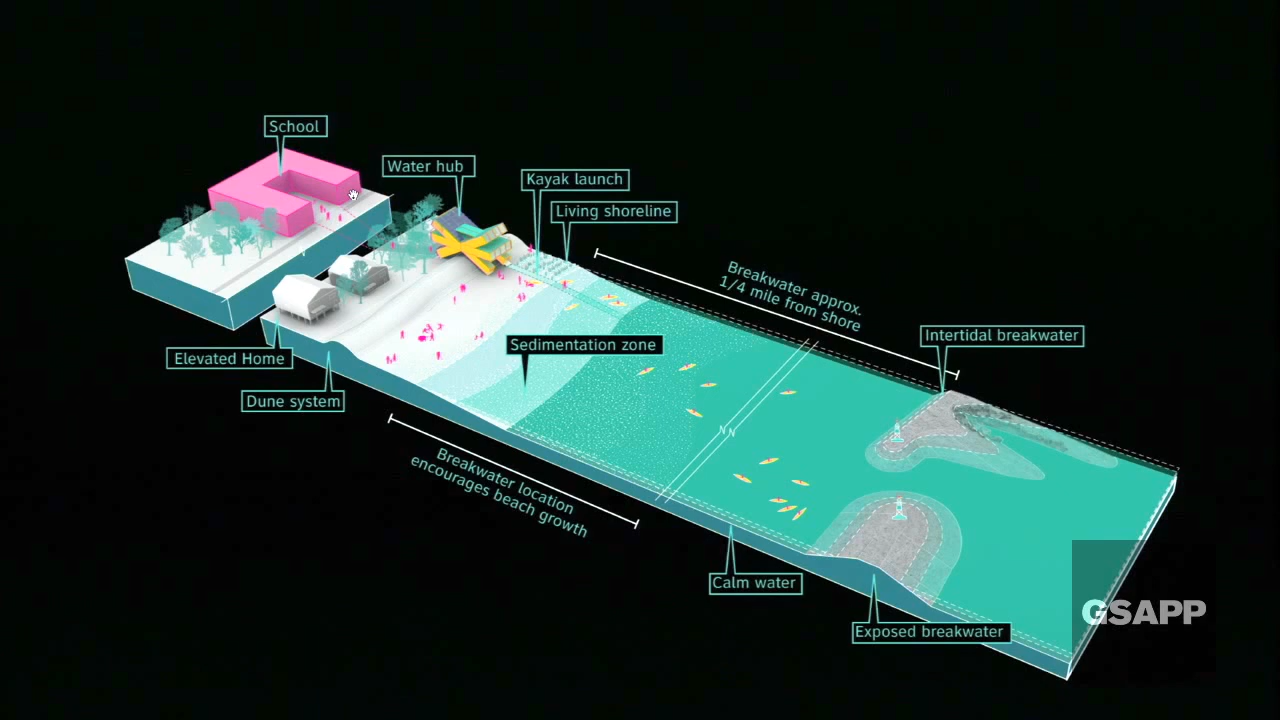 School
Water hub
Kayak launch
Living shoreline
Breakwater approx.
1/4 mile from shore
Intertidal breakwater
Sedimentation zone
Elevated Home
Dune system
Breakwater location
encourages beach growth
Calm water
Exposed breakwater
GSAPP